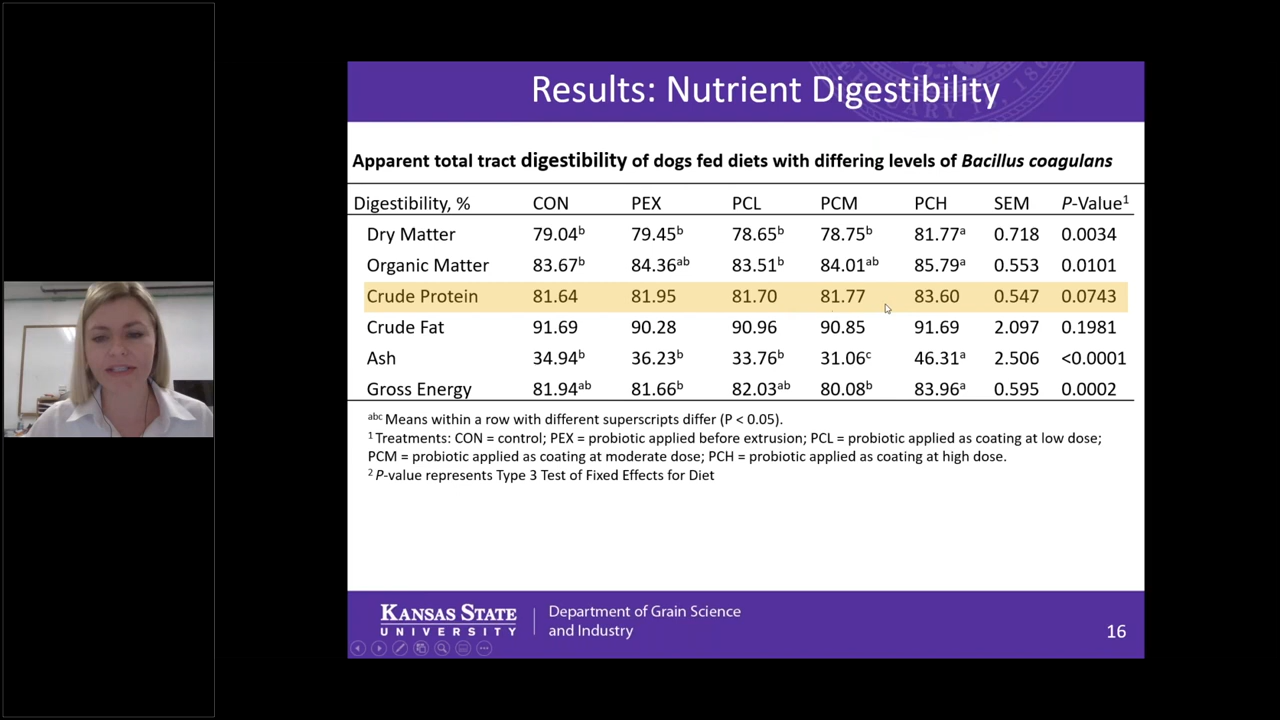 Results: Nutrient Digestibility
Apparent total tract digestibility of dogs fed diets with differing levels of Bacillus coagulans
Digestibility, % CON PEX PCL PCM PCH SEM P-Value¹
Dry Matter 79.04ᵇ 79.45ᵇ 78.65ᵇ 78.75ᵇ 81.77ᵃ 0.718 0.0034
Organic Matter 83.67ᵇ 84.36ᵃᵇ 83.51ᵇ 84.01ᵃᵇ 85.79ᵃ 0.553 0.0101
Crude Protein 81.64 81.95 81.70 81.77 83.60 0.547 0.0743
Crude Fat 91.69 90.28 90.96 90.85 91.69 2.097 0.1981
Ash 34.94ᵇ 36.23ᵇ 33.76ᵇ 31.06ᶜ 46.31ᵃ 2.506 <0.0001
Gross Energy 81.94ᵃᵇ 81.66ᵇ 82.03ᵃᵇ 80.08ᵇ 83.96ᵃ 0.595 0.0002
ᵃᵇᶜ Means within a row with different superscripts differ (P < 0.05).
¹ Treatments: CON = control; PEX = probiotic applied before extrusion; PCL = probiotic applied as coating at low dose;
PCM = probiotic applied as coating at moderate dose; PCH = probiotic applied as coating at high dose.
² P-value represents Type 3 Test of Fixed Effects for Diet
KANSAS STATE
UNIVERSITY
Department of Grain Science
and Industry
16